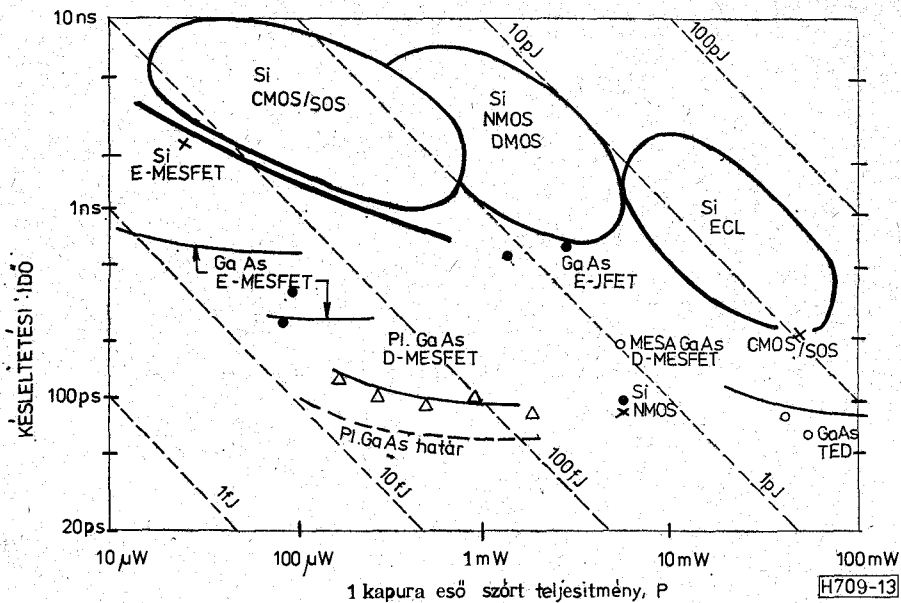 10ns
10pJ
100pJ
Si
CMOS/SOS
Si
NMOS
DMOS
Si
E-MESFET
Si
ECL
1ns
GaAs
E-MESFET
GaAs
E-JFET
Pl. GaAs
D-MESFET
MESA GaAs
D-MESFET
CMOS/SOS
Si
NMOS
100ps
Pl. GaAs határ
GaAs
TED
1fJ
10fJ
100fJ
1pJ
20ps
10 µW
100 µW
1 mW
10 mW
100 mW
KÉSLELTETÉSI IDŐ
1 kapura eső szórt teljesitmény, P
H709-13